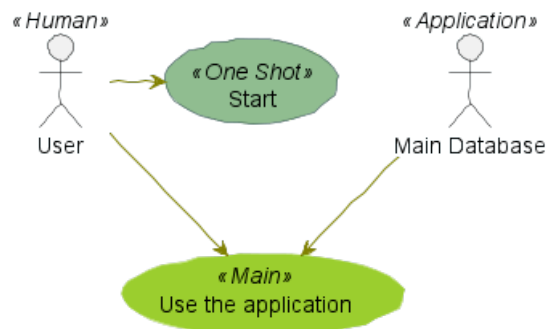 «Human»
User
«One Shot»
Start
«Application»
Main Database
«Main»
Use the application